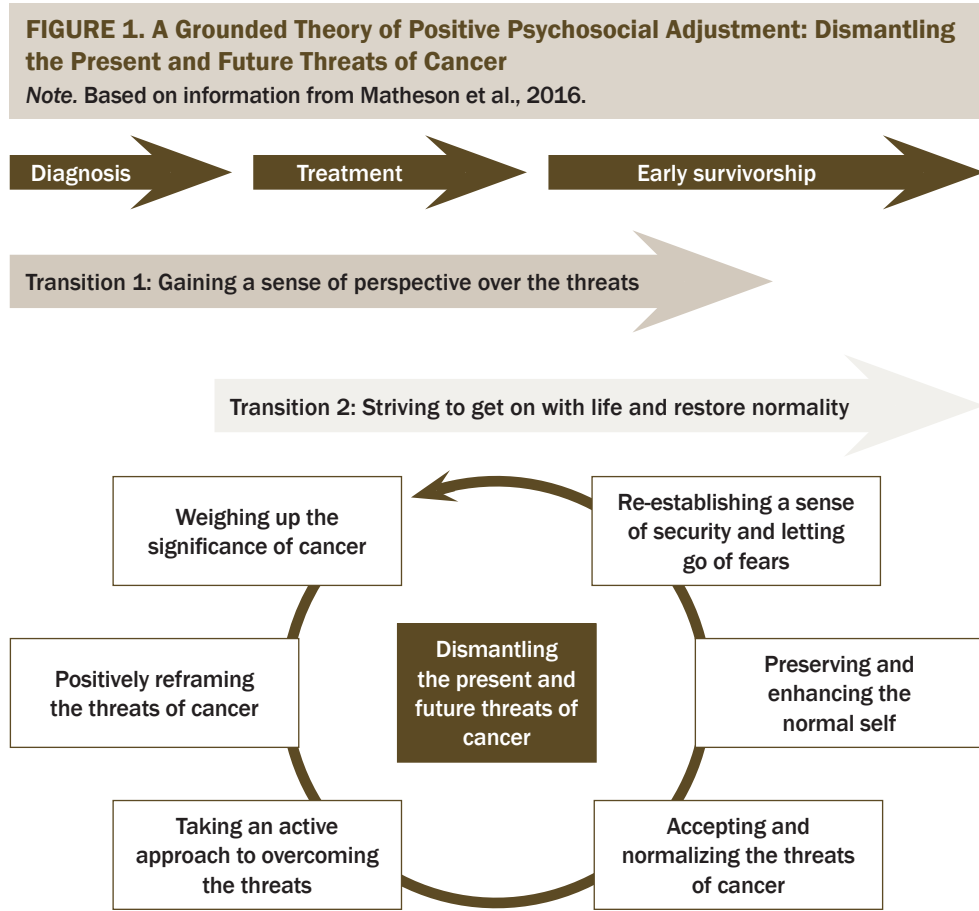 FIGURE 1. A Grounded Theory of Positive Psychosocial Adjustment: Dismantling
the Present and Future Threats of Cancer
Note. Based on information from Matheson et al., 2016.
Diagnosis
Treatment
Early survivorship
Transition 1: Gaining a sense of perspective over the threats
Transition 2: Striving to get on with life and restore normality
Weighing up the
significance of cancer
Re-establishing a sense
of security and letting
go of fears
Positively reframing
the threats of cancer
Dismantling
the present and
future threats of
cancer
Preserving and
enhancing the
normal self
Taking an active
approach to overcoming
the threats
Accepting and
normalizing the threats
of cancer